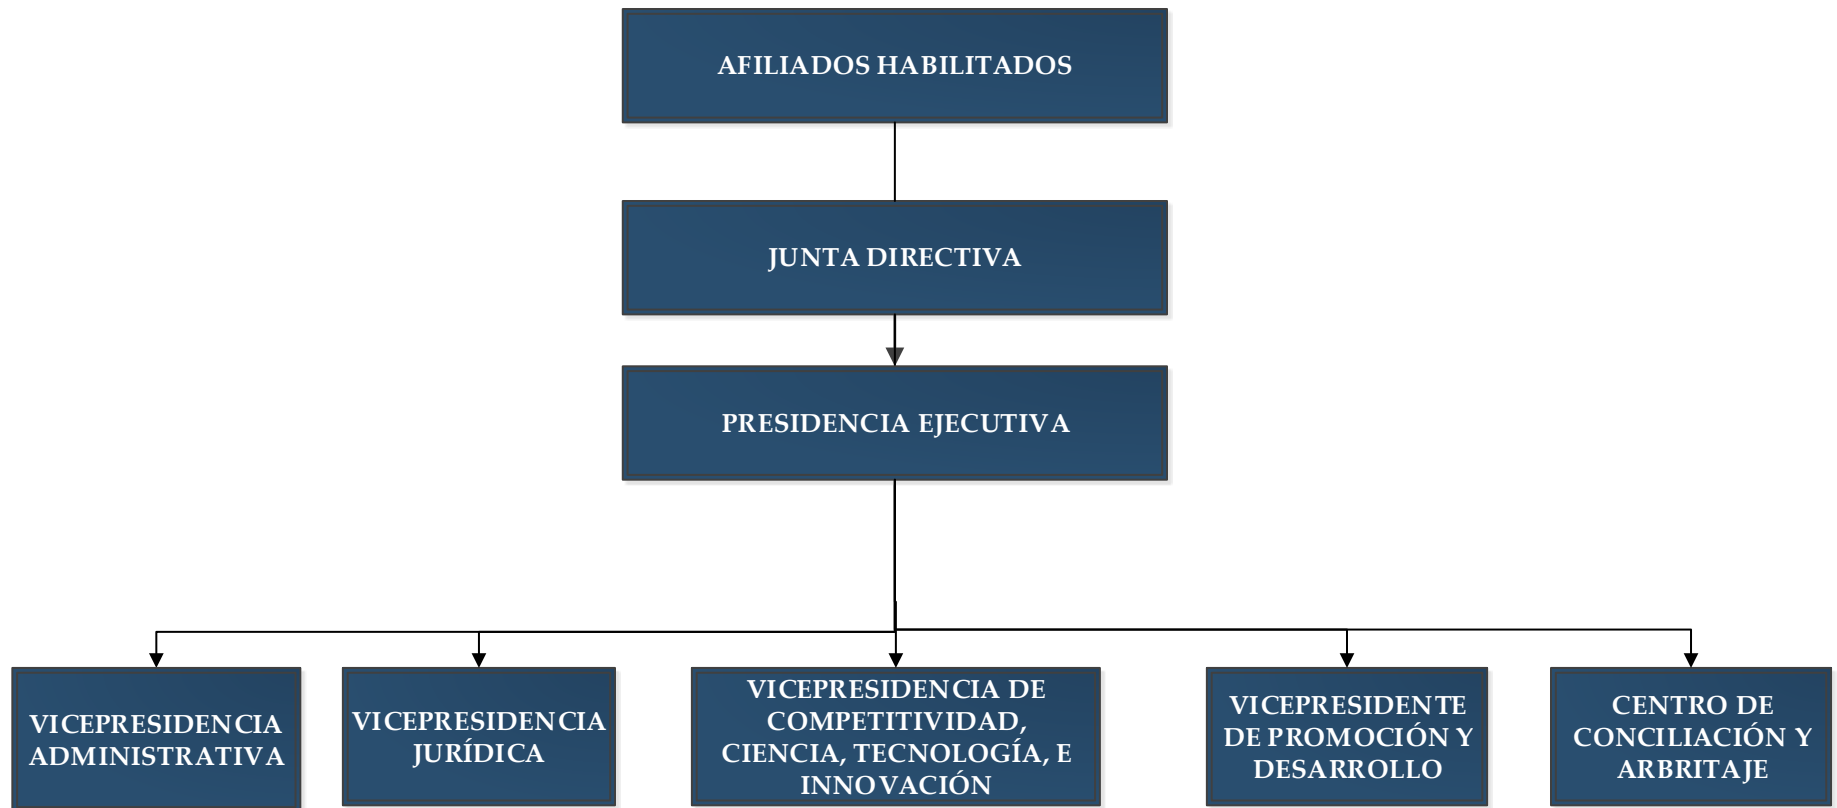 AFILIADOS HABILITADOS
JUNTA DIRECTIVA
PRESIDENCIA EJECUTIVA
VICEPRESIDENCIA
ADMINISTRATIVA
VICEPRESIDENCIA
JURÍDICA
VICEPRESIDENCIA DE
COMPETITIVIDAD,
CIENCIA, TECNOLOGÍA, E
INNOVACIÓN
VICEPRESIDENTE
DE PROMOCIÓN Y
DESARROLLO
CENTRO DE
CONCILIACIÓN Y
ARBRITAJE